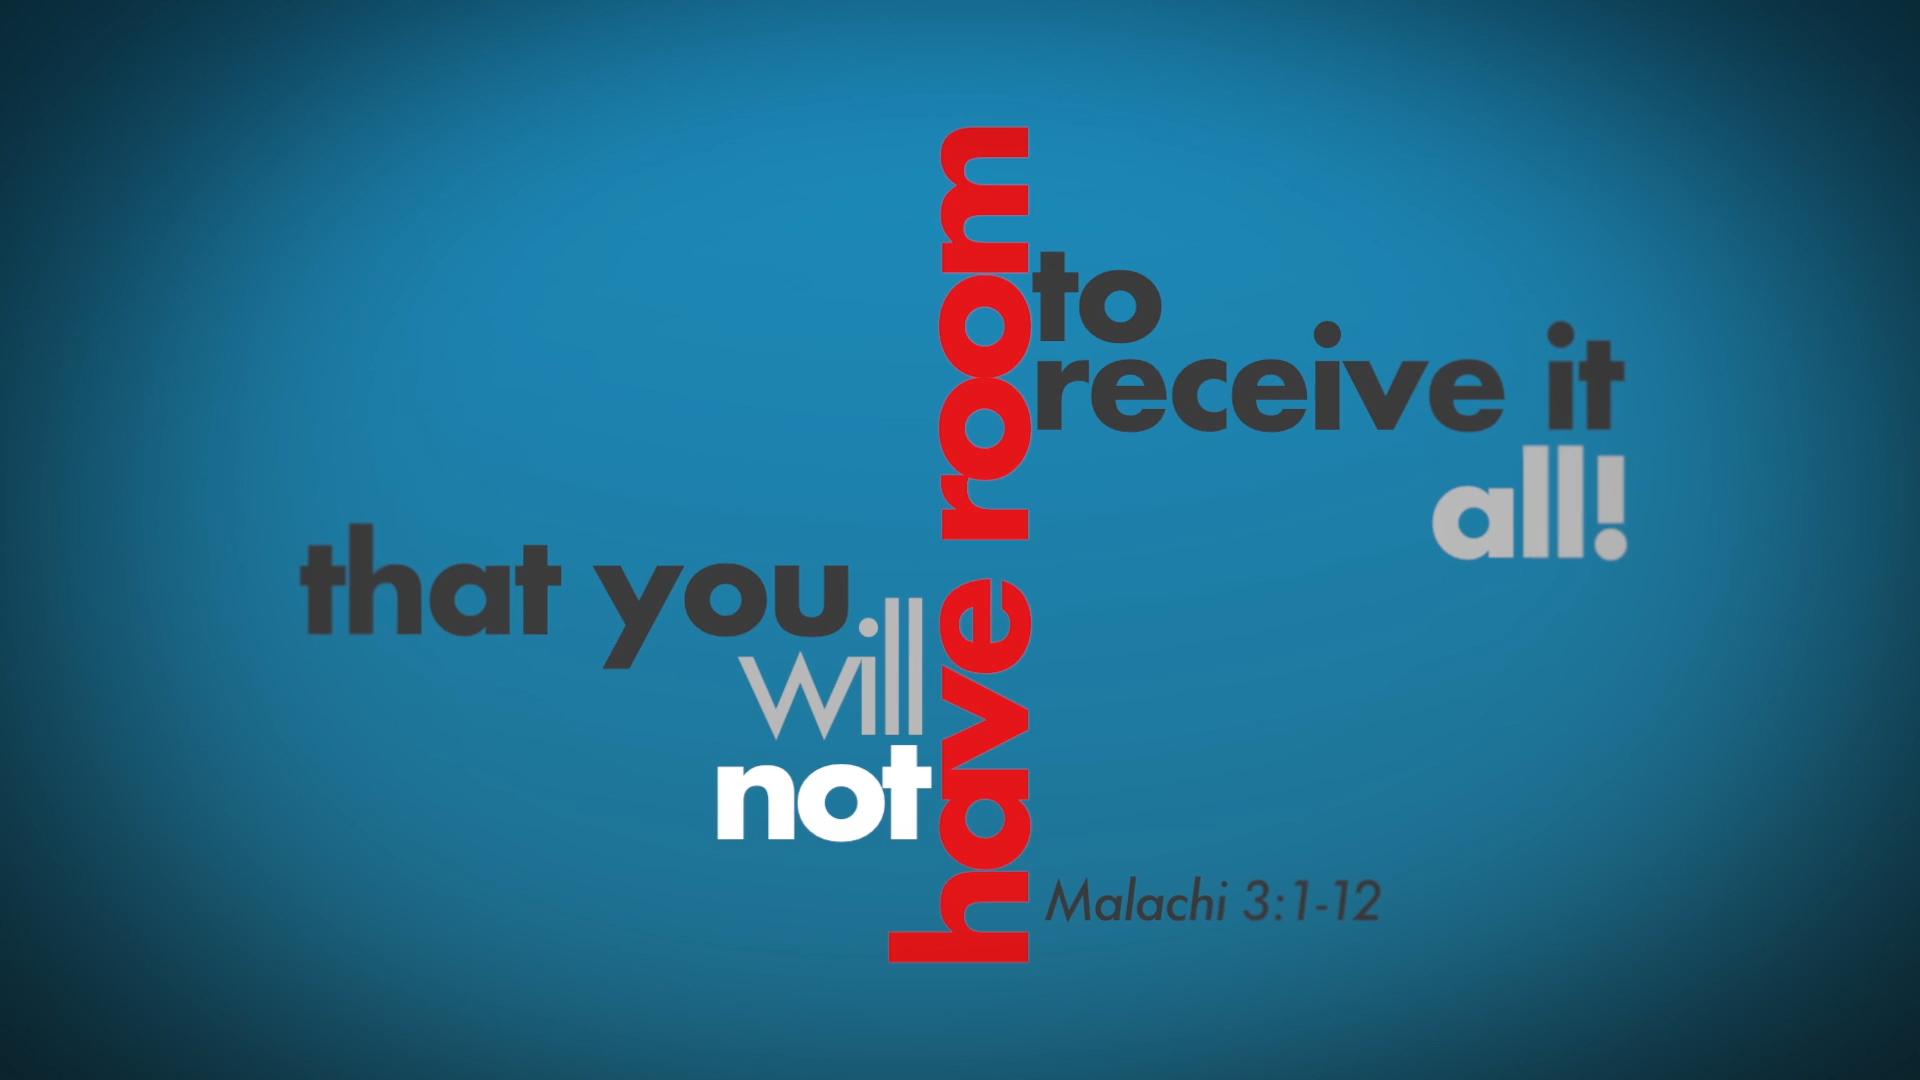 that you
will
not
have room
to
receive it
all!
Malachi 3:1-12